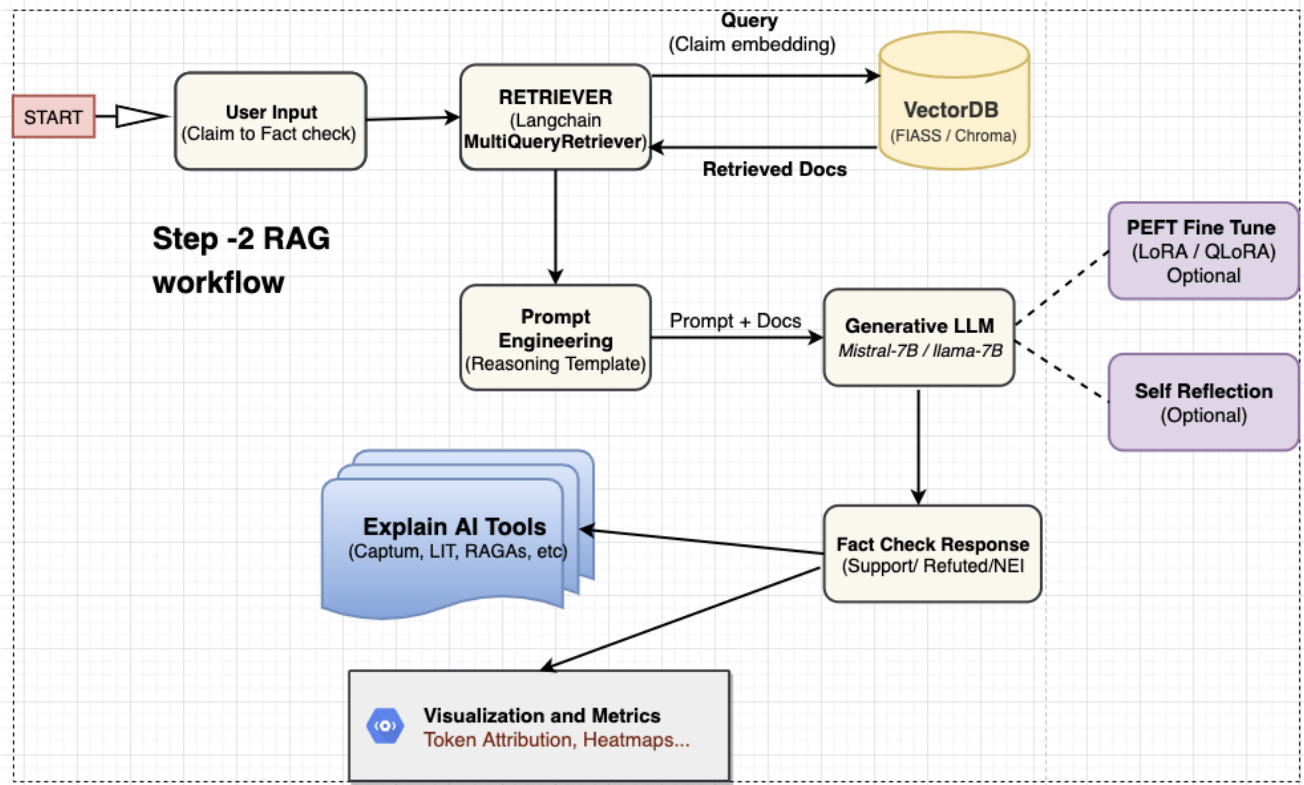 START
User Input
(Claim to Fact check)
RETRIEVER
(Langchain
MultiQueryRetriever)
Query
(Claim embedding)
VectorDB
(FIASS / Chroma)
Retrieved Docs
Step -2 RAG
workflow
Prompt
Engineering
(Reasoning Template)
Prompt + Docs
Generative LLM
Mistral-7B / llama-7B
PEFT Fine Tune
(LoRA / QLoRA)
Optional
Self Reflection
(Optional)
Fact Check Response
(Support/ Refuted/NEI
Explain AI Tools
(Captum, LIT, RAGAs, etc)
Visualization and Metrics
Token Attribution, Heatmaps...